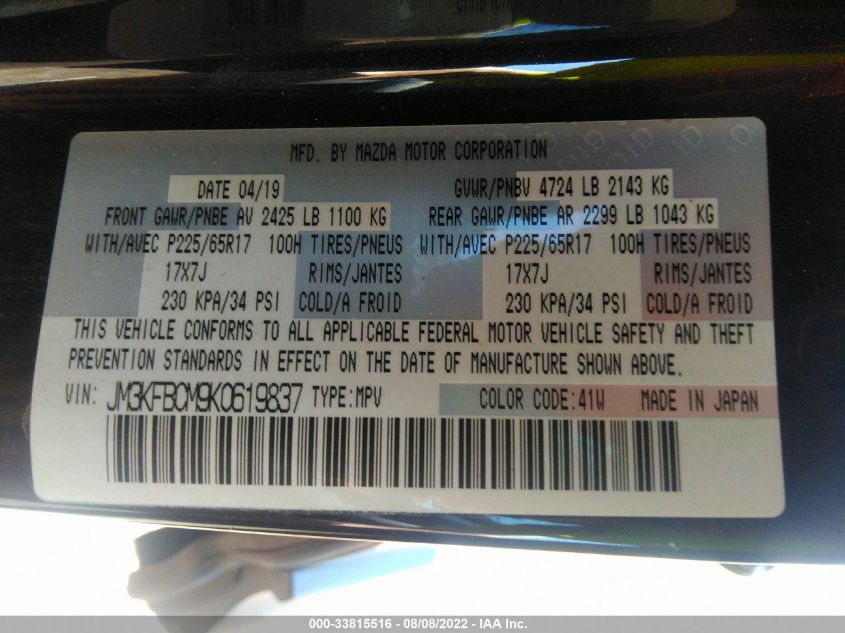 MFD. BY MAZDA MOTOR CORPORATION
DATE 04/19 GVWR/PNBV 4724 LB 2143 KG
FRONT GAWR/PNBE AV 2425 LB 1100 KG REAR GAWR/PNBE AR 2299 LB 1043 KG
WITH/AVEC P225/65R17 100H TIRES/PNEUS WITH/AVEC P225/65R17 100H TIRES/PNEUS
17X7J RIMS/JANTES 17X7J RIMS/JANTES
230 KPA/34 PSI COLD/A FROID 230 KPA/34 PSI COLD/A FROID
THIS VEHICLE CONFORMS TO ALL APPLICABLE FEDERAL MOTOR VEHICLE SAFETY AND THEFT
PREVENTION STANDARDS IN EFFECT ON THE DATE OF MANUFACTURE SHOWN ABOVE.
VIN: JM3KFBCM9K0619837 TYPE:MPV COLOR CODE:41W MADE IN JAPAN
000-33815516 - 08/08/2022 - IAA Inc.